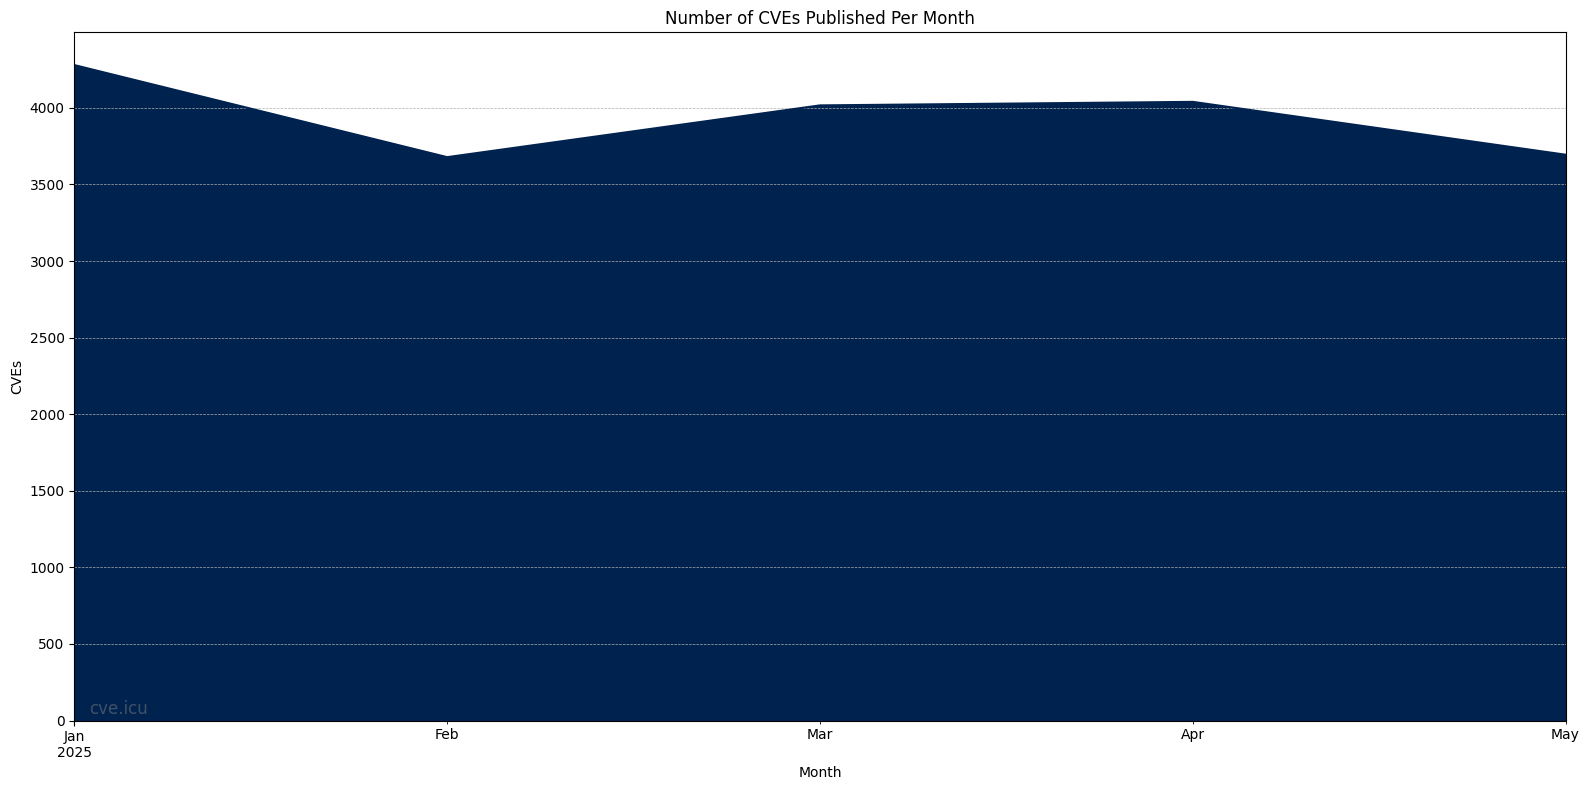 Number of CVEs Published Per Month
CVEs
4000
3500
3000
2500
2000
1500
1000
500
0
cve.icu
Jan
2025
Feb
Mar
Apr
May
Month